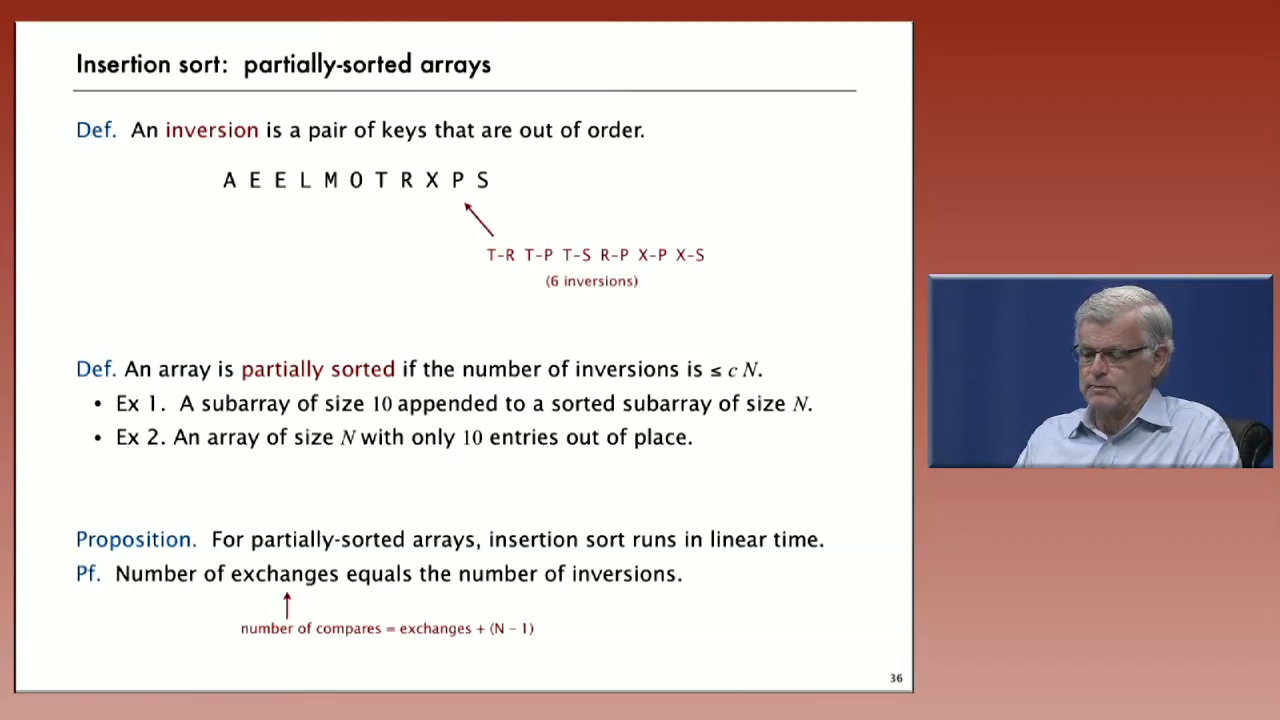 Insertion sort: partially-sorted arrays
Def. An inversion is a pair of keys that are out of order.
A E E L M O T R X P S
T-R T-P T-S R-P X-P X-S
(6 inversions)
Def. An array is partially sorted if the number of inversions is ≤ c N.
• Ex 1. A subarray of size 10 appended to a sorted subarray of size N.
• Ex 2. An array of size N with only 10 entries out of place.
Proposition. For partially-sorted arrays, insertion sort runs in linear time.
Pf. Number of exchanges equals the number of inversions.
number of compares = exchanges + (N – 1)
36